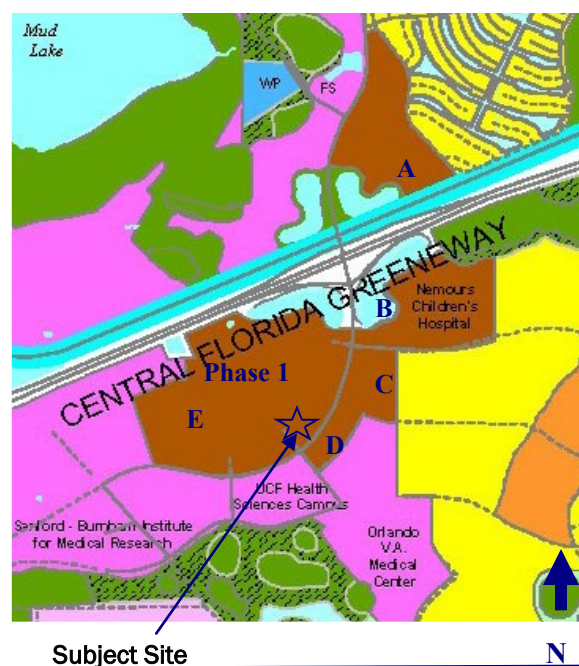 Mud
Lake
WP
FS
A
CENTRAL FLORIDA GREENEWAY
Nemours
Children's
Hospital
B
Phase 1
C
E
D
UCF Health
Sciences Campus
Sanford - Burnham Institute
for Medical Research
Orlando
V.A.
Medical
Center
Subject Site
N